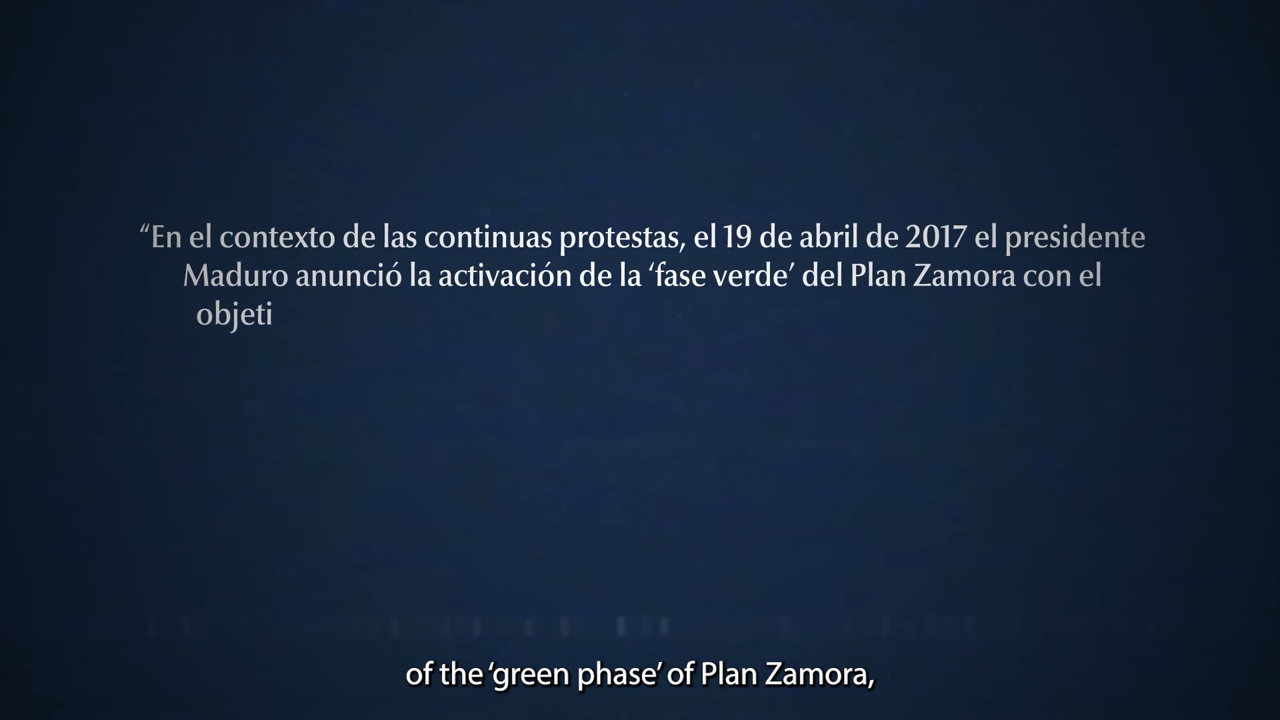 “En el contexto de las continuas protestas, el 19 de abril de 2017 el presidente
Maduro anunció la activación de la ‘fase verde’ del Plan Zamora con el
objeti
of the ‘green phase’ of Plan Zamora,